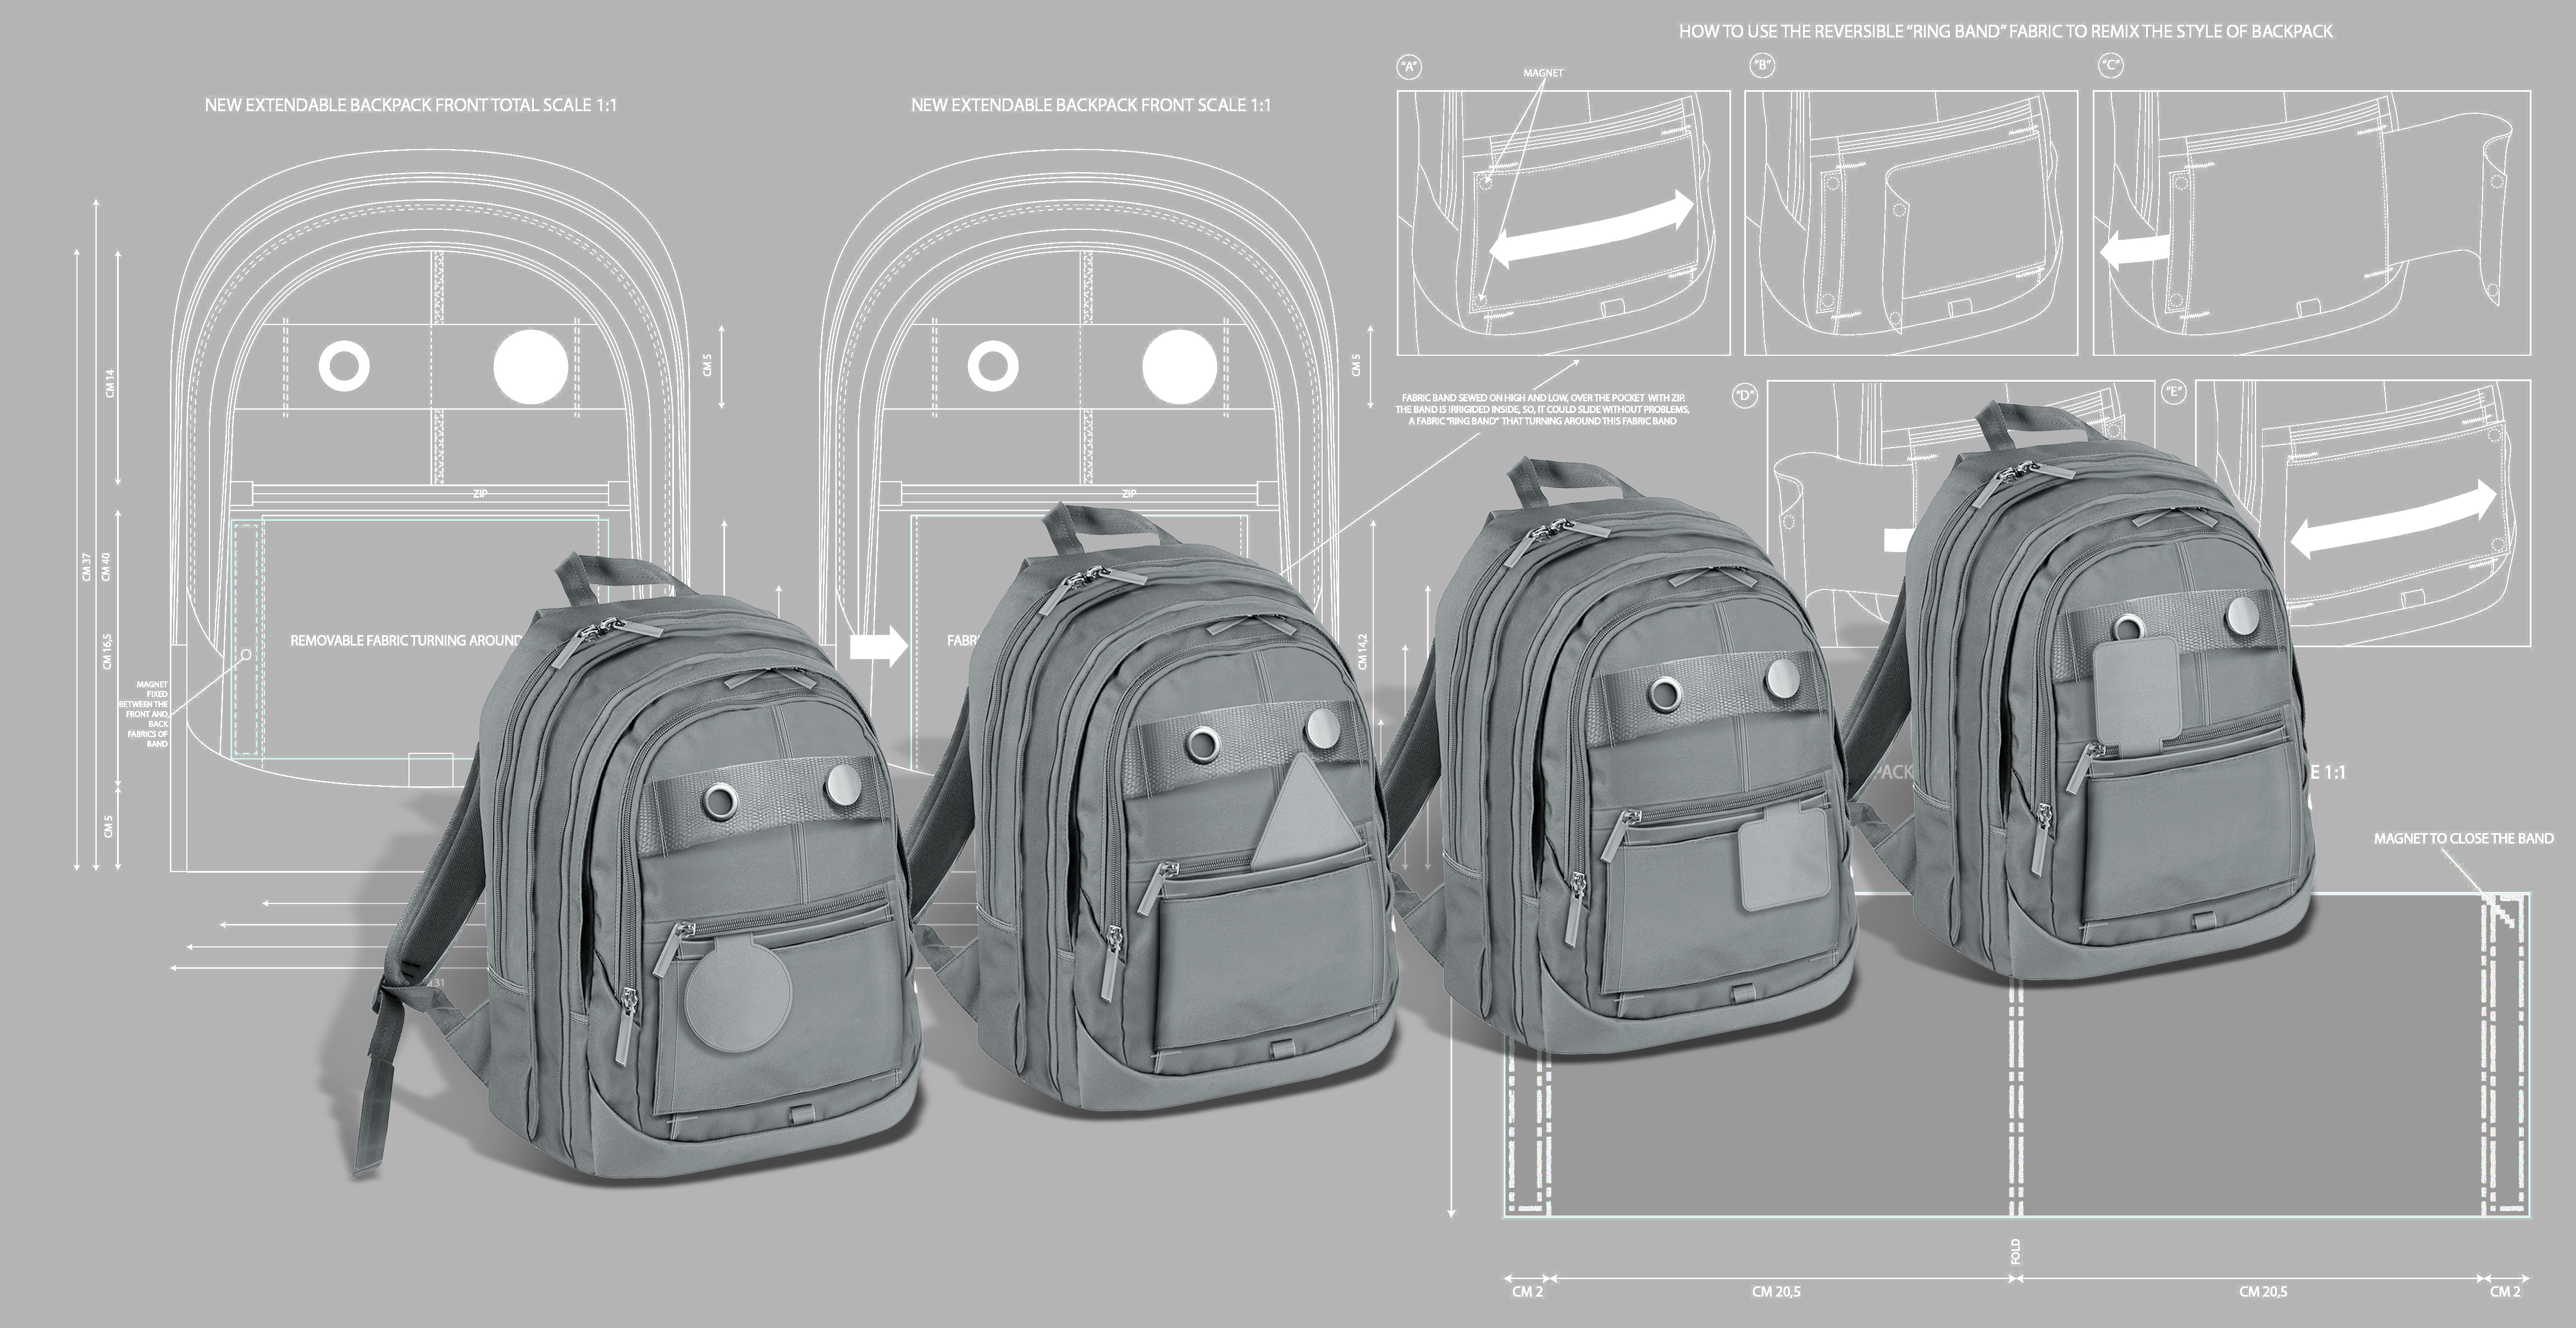 HOW TO USE THE REVERSIBLE "RING BAND" FABRIC TO REMIX THE STYLE OF BACKPACK
"A"
"B"
"C"
MAGNET
NEW EXTENDABLE BACKPACK FRONT TOTAL SCALE 1:1
NEW EXTENDABLE BACKPACK FRONT SCALE 1:1
CM 5
CM 5
CM 14
"D"
"E"
FABRIC BAND SEWED ON HIGH AND LOW, OVER THE POCKET WITH ZIP.
THE BAND IS IRRIGIDED INSIDE, SO, IT COULD SLIDE WITHOUT PROBLEMS,
A FABRIC "RING BAND" THAT TURNING AROUND THIS FABRIC BAND
ZIP
ZIP
CM 37
CM 40
CM 16,5
REMOVABLE FABRIC TURNING AROUND
CM 14,2
MAGNET
FIXED
BETWEEN THE
FRONT AND
BACK
FABRICS OF
BAND
CM 5
E 1:1
MAGNET TO CLOSE THE BAND
FOLD
CM 2
CM 20,5
CM 20,5
CM 2